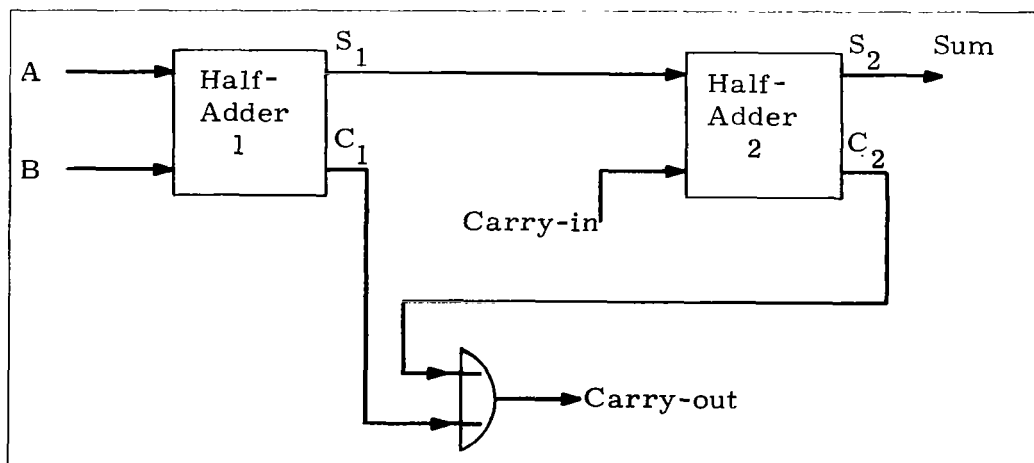 A
B
Half-
Adder
1
S1
C1
Carry-in
Half-
Adder
2
S2
C2
Sum
Carry-out